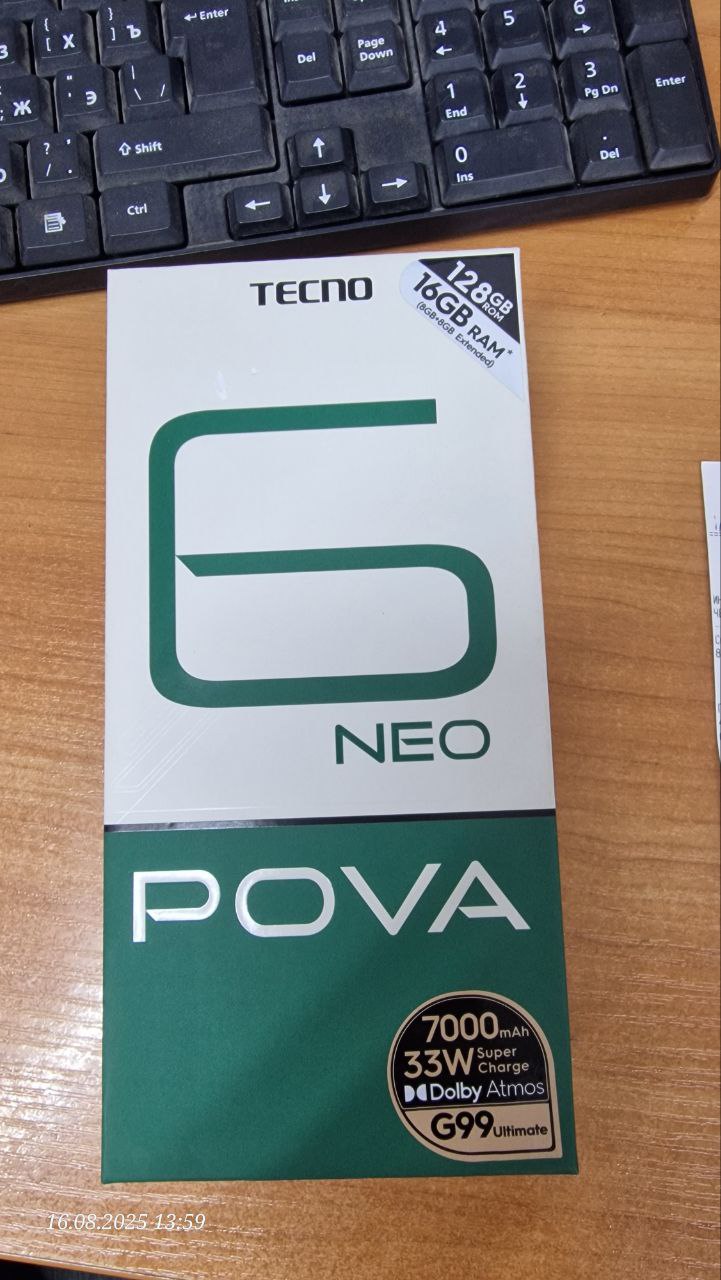 Enter
{ [ Х
} ] Ъ
Del
Page Down
4 ←
5
6 →
Ж
" ' Э
| \ /
1 End
2 ↓
3 Pg Dn
Enter
? , / .
Shift
↑
0 Ins
. Del
Ctrl
←
↓
→
TECNO
128GB ROM
16GB RAM*
(8GB+8GB Extended)
6
NEO
POVA
7000mAh
33W Super Charge
Dolby Atmos
G99 Ultimate
16.08.2025 13:59